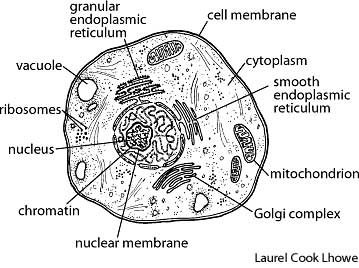 granular
endoplasmic
reticulum
cell membrane
vacuole
cytoplasm
ribosomes
smooth
endoplasmic
reticulum
nucleus
mitochondrion
chromatin
Golgi complex
nuclear membrane
Laurel Cook Lhowe